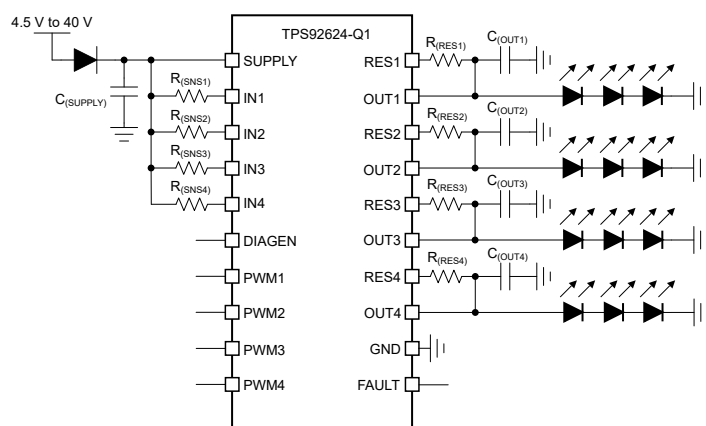 4.5 V to 40 V
TPS92624-Q1
SUPPLY
C(SUPPLY)
R(SNS1)
IN1
R(SNS2)
IN2
R(SNS3)
IN3
R(SNS4)
IN4
DIAGEN
PWM1
PWM2
PWM3
PWM4
RES1
R(RES1)
C(OUT1)
OUT1
RES2
R(RES2)
C(OUT2)
OUT2
RES3
R(RES3)
C(OUT3)
OUT3
RES4
R(RES4)
C(OUT4)
OUT4
GND
FAULT